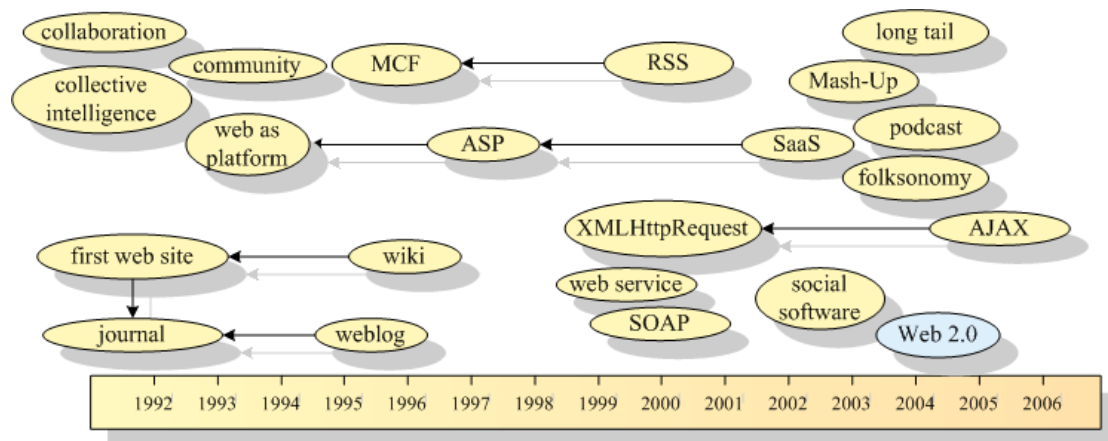 collaboration
long tail
community
MCF
RSS
Mash-Up
collective
intelligence
web as
platform
ASP
SaaS
podcast
folksonomy
XMLHttpRequest
AJAX
first web site
wiki
web service
social
software
SOAP
journal
weblog
Web 2.0
1992 1993 1994 1995 1996 1997 1998 1999 2000 2001 2002 2003 2004 2005 2006